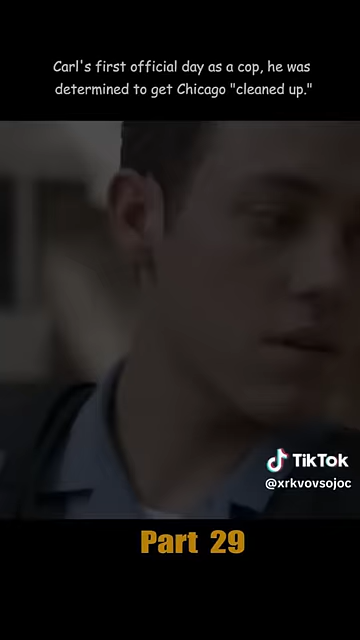 Carl's first official day as a cop, he was
determined to get Chicago "cleaned up."
TikTok
@xrkvovsojoc
Part 29